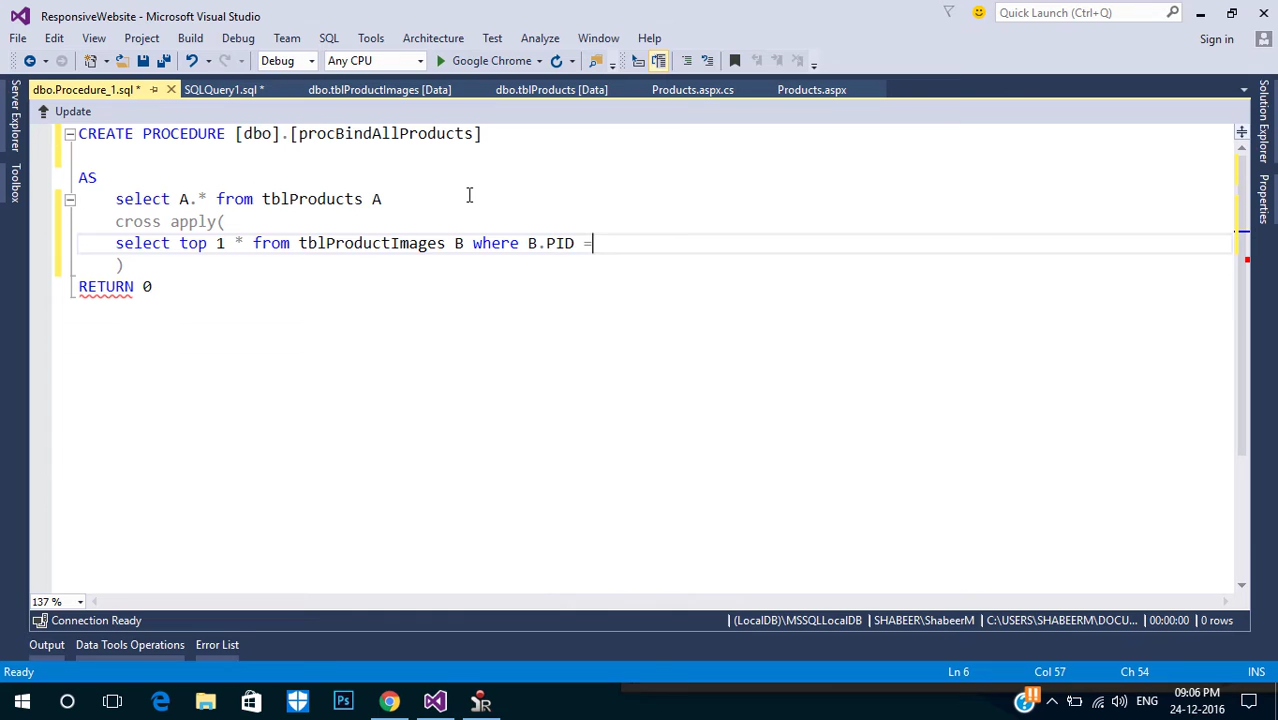 ResponsiveWebsite - Microsoft Visual Studio
Quick Launch (Ctrl+Q)
File Edit View Project Build Debug Team SQL Tools Architecture Test Analyze Window Help
Sign in
Debug Any CPU Google Chrome
dbo.Procedure_1.sql * SQLQuery1.sql * dbo.tblProductImages [Data] dbo.tblProducts [Data] Products.aspx.cs Products.aspx
Server Explorer
Toolbox
Solution Explorer
Properties
Update
CREATE PROCEDURE [dbo].[procBindAllProducts]
AS
select A.* from tblProducts A
cross apply(
select top 1 * from tblProductImages B where B.PID =
)
RETURN 0
137 %
Connection Ready
(LocalDB)\MSSQLLocalDB SHABEER\ShabeerM C:\USERS\SHABEERM\DOCU... 00:00:00 0 rows
Output Data Tools Operations Error List
Ready Ln 6 Col 57 Ch 54 INS
ENG
09:06 PM
24-12-2016